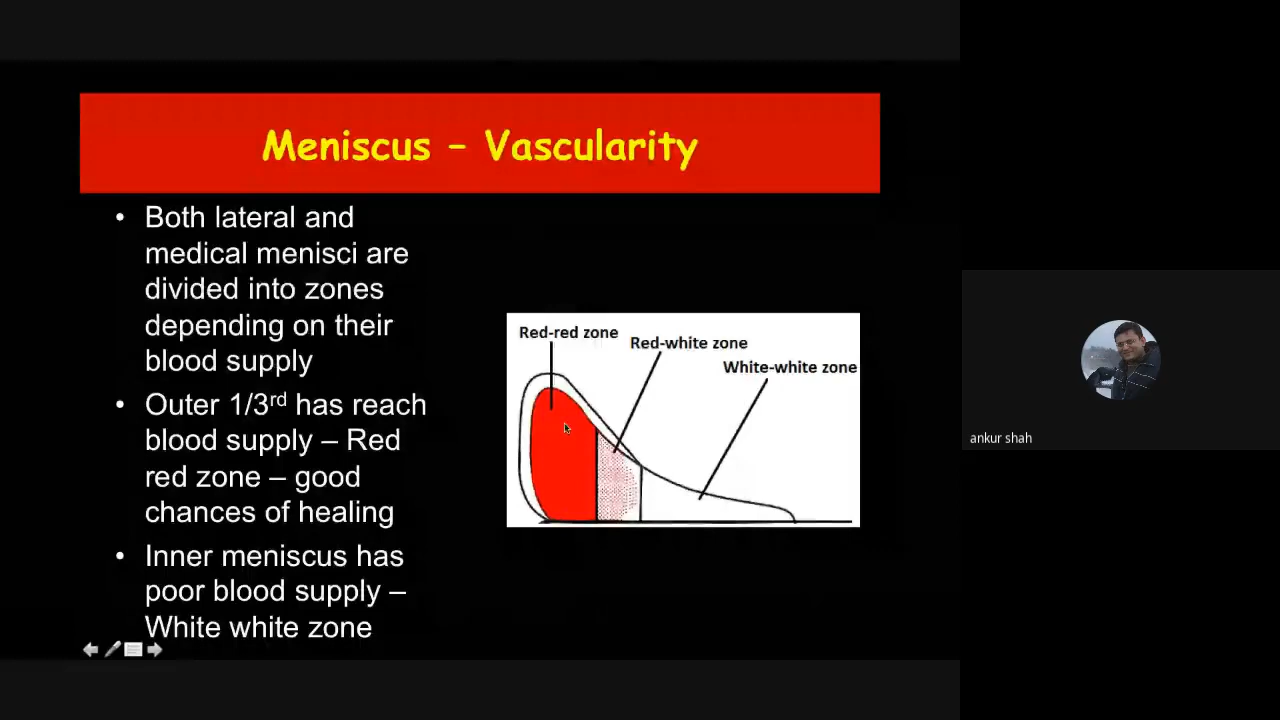 Meniscus – Vascularity
• Both lateral and
medical menisci are
divided into zones
depending on their
blood supply
• Outer 1/3rd has reach
blood supply – Red
red zone – good
chances of healing
• Inner meniscus has
poor blood supply –
White white zone
Red-red zone
Red-white zone
White-white zone
ankur shah